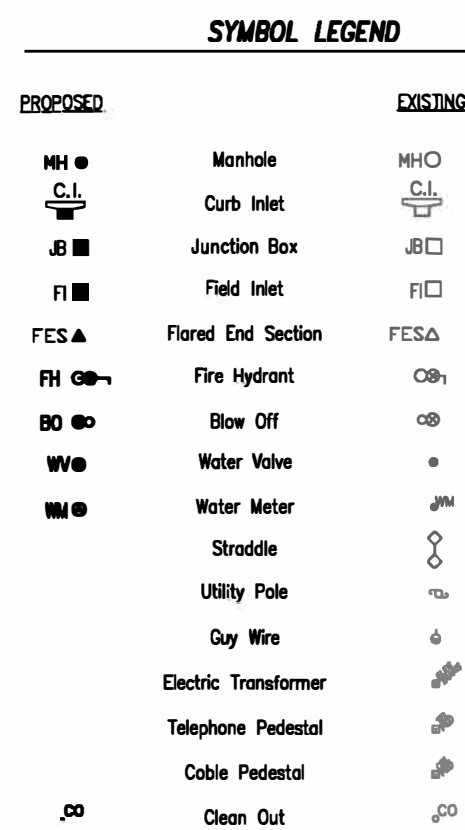 SYMBOL LEGEND
PROPOSED EXISTING
MH Manhole MH
C.I. Curb Inlet C.I.
JB Junction Box JB
FI Field Inlet FI
FES Flared End Section FES
FH Fire Hydrant
BO Blow Off
WV Water Valve
WM Water Meter WM
Straddle
Utility Pole
Guy Wire
Electric Transformer
Telephone Pedestal
Coble Pedestal
CO Clean Out CO